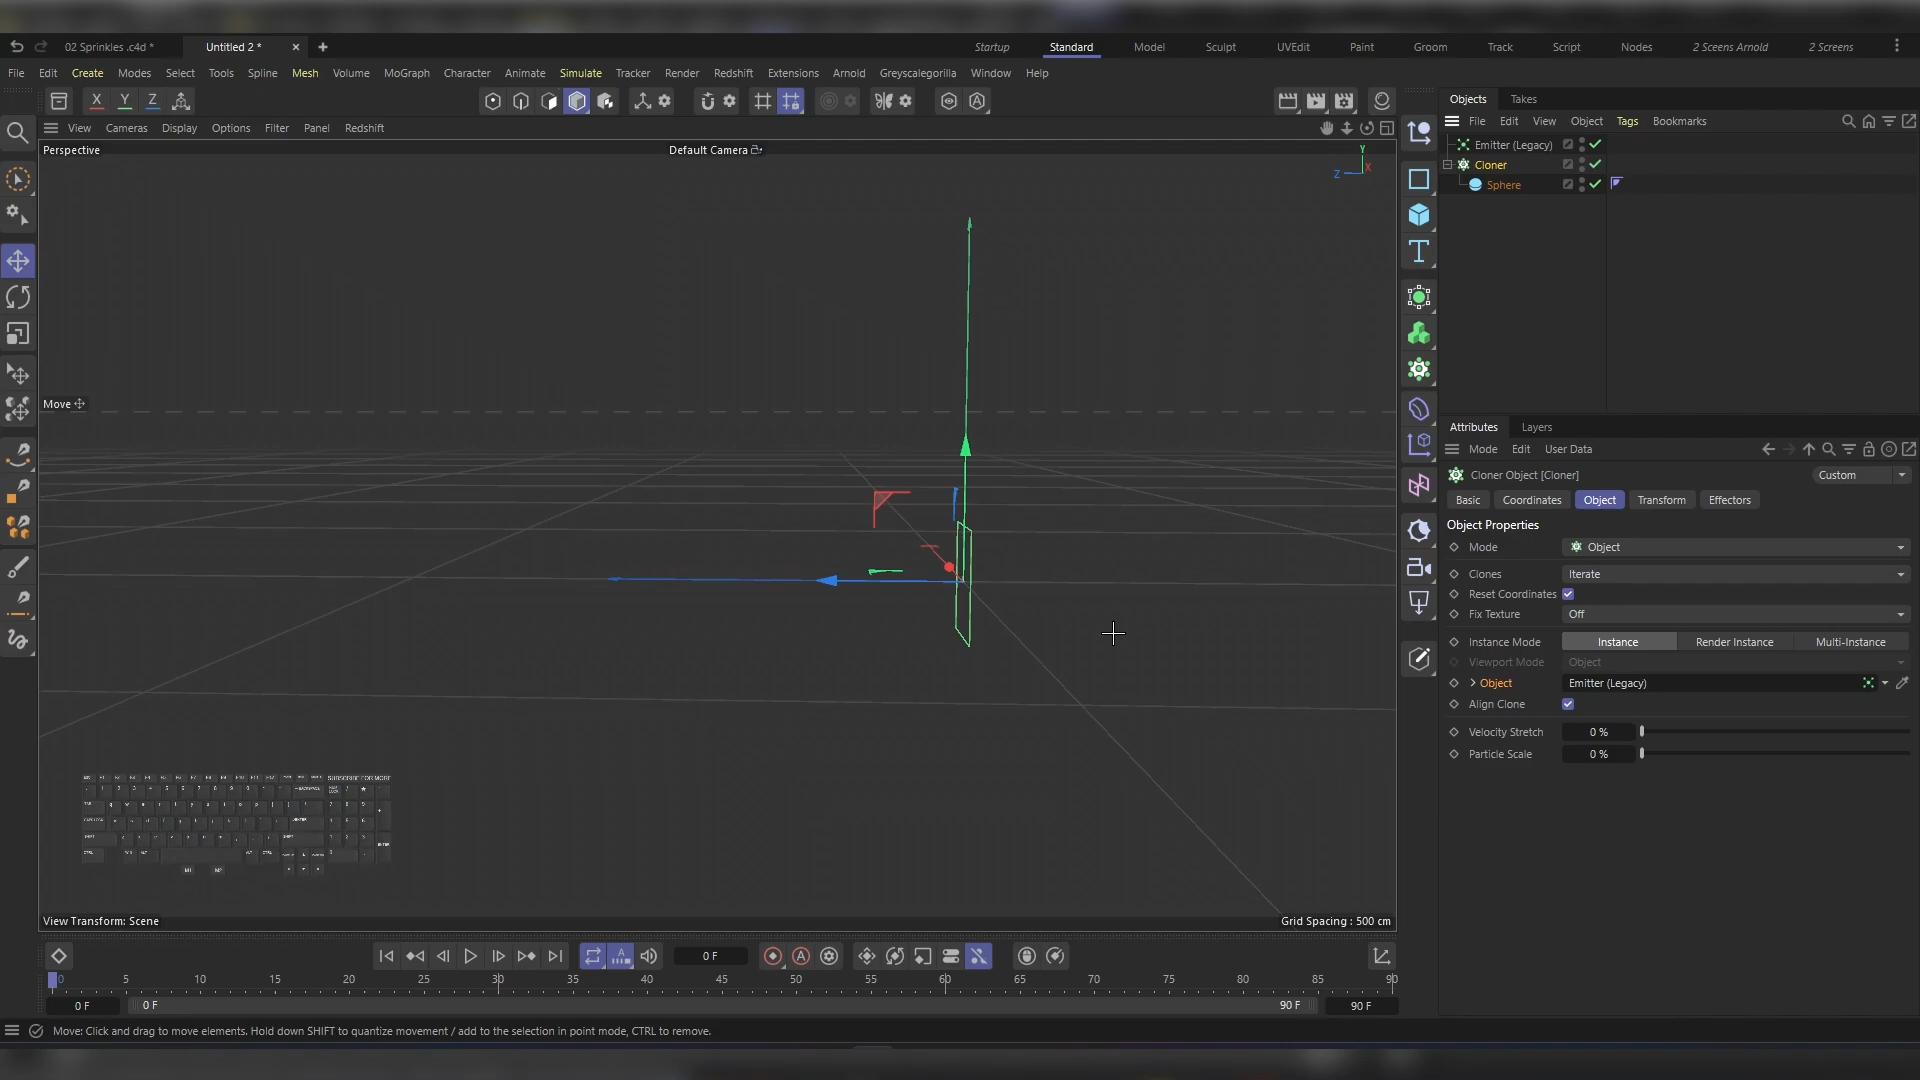 02 Sprinkles .c4d *
Untitled 2 *
Startup
Standard
Model
Sculpt
UVEdit
Paint
Groom
Track
Script
Nodes
2 Sceens Arnold
2 Screens
File Edit Create Modes Select Tools Spline Mesh Volume MoGraph Character Animate Simulate Tracker Render Redshift Extensions Arnold Greyscalegorilla Window Help
X Y Z
View Cameras Display Options Filter Panel Redshift
Perspective
Default Camera
Y
X
Z
Move
SUBSCRIBE FOR MORE
View Transform: Scene
Grid Spacing : 500 cm
Objects Takes
File Edit View Object Tags Bookmarks
Emitter (Legacy)
Cloner
Sphere
Attributes Layers
Mode Edit User Data
Cloner Object [Cloner]
Custom
Basic Coordinates Object Transform Effectors
Object Properties
Mode Object
Clones Iterate
Reset Coordinates
Fix Texture Off
Instance Mode Instance Render Instance Multi-Instance
Viewport Mode Object
Object Emitter (Legacy)
Align Clone
Velocity Stretch 0 %
Particle Scale 0 %
0 F
0 5 10 15 20 25 30 35 40 45 50 55 60 65 70 75 80 85 90
0 F 0 F 90 F 90 F
Move: Click and drag to move elements. Hold down SHIFT to quantize movement / add to the selection in point mode, CTRL to remove.